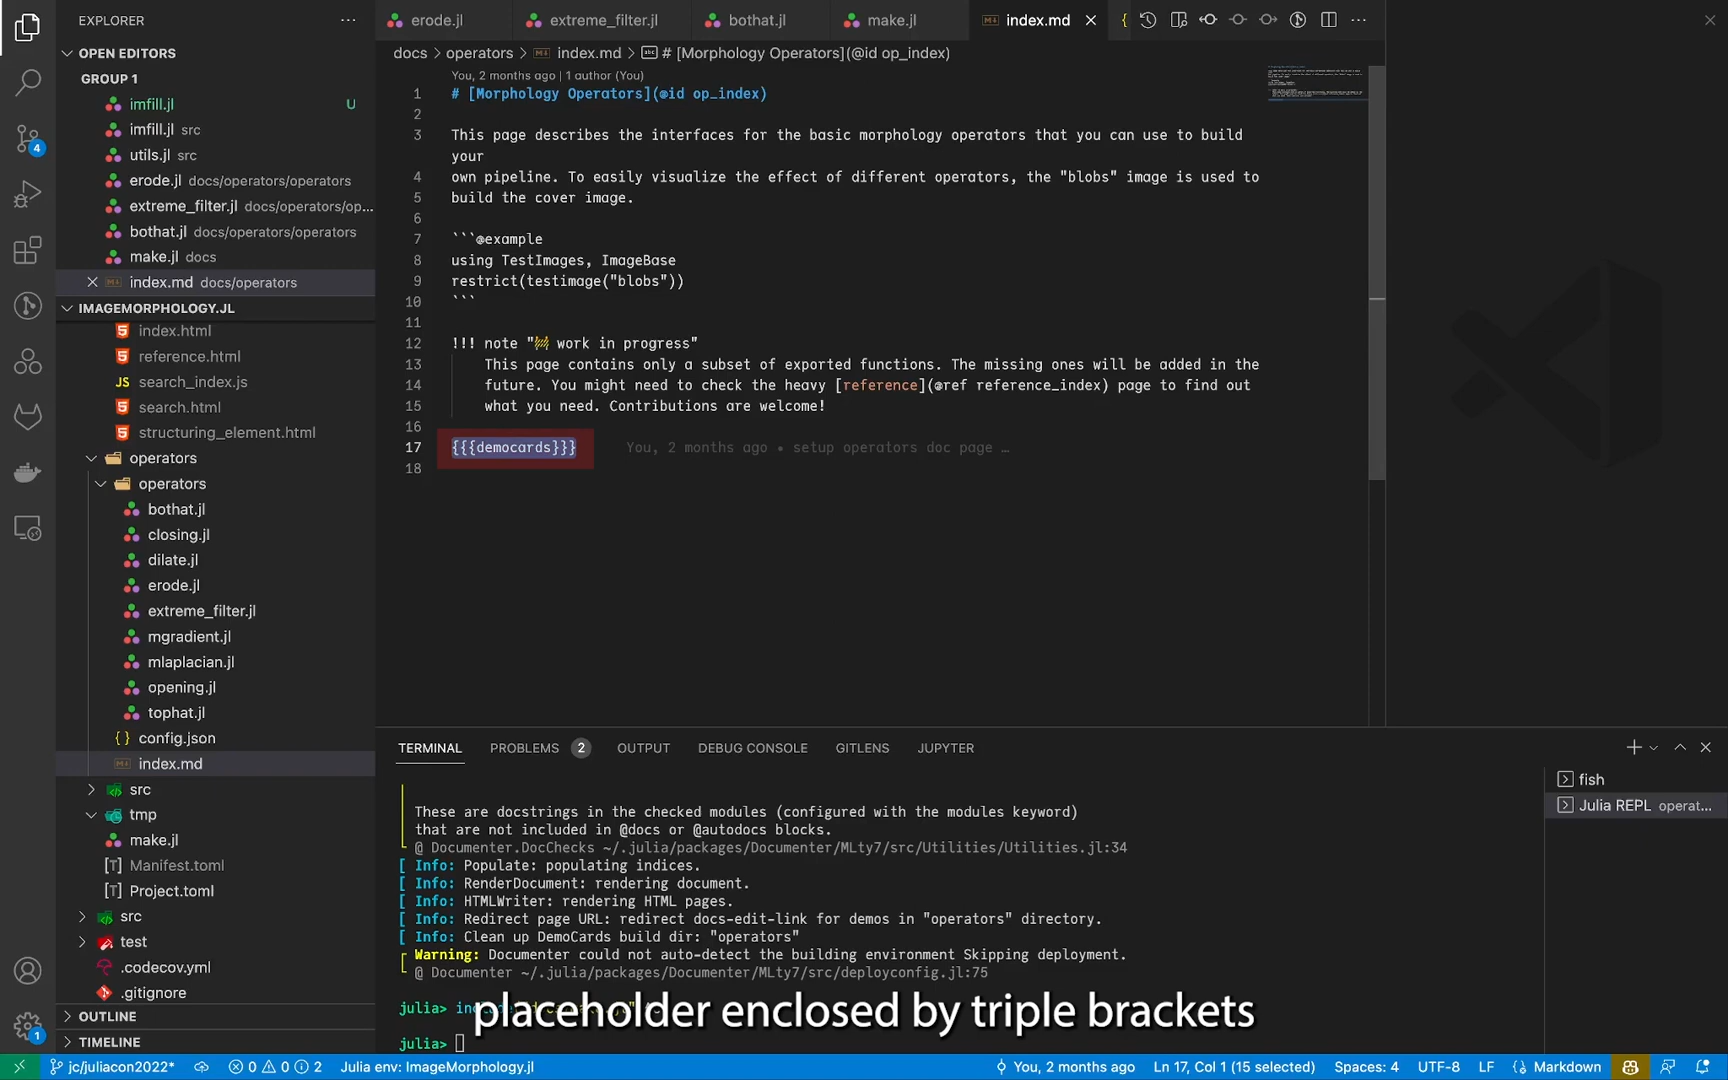 EXPLORER
OPEN EDITORS
GROUP 1
imfill.jl U
imfill.jl src
utils.jl src
erode.jl docs/operators/operators
extreme_filter.jl docs/operators/op...
bothat.jl docs/operators/operators
make.jl docs
index.md docs/operators
IMAGEMORPHOLOGY.JL
index.html
reference.html
JS search_index.js
search.html
structuring_element.html
operators
operators
bothat.jl
closing.jl
dilate.jl
erode.jl
extreme_filter.jl
mgradient.jl
mlaplacian.jl
opening.jl
tophat.jl
{} config.json
index.md
src
tmp
make.jl
[T] Manifest.toml
[T] Project.toml
src
test
.codecov.yml
.gitignore
OUTLINE
TIMELINE
4
1
erode.jl extreme_filter.jl bothat.jl make.jl index.md {
docs > operators > index.md > # [Morphology Operators](@id op_index)
You, 2 months ago | 1 author (You)
1 # [Morphology Operators](@id op_index)
2
3 This page describes the interfaces for the basic morphology operators that you can use to build
your
4 own pipeline. To easily visualize the effect of different operators, the "blobs" image is used to
5 build the cover image.
6
7 ```@example
8 using TestImages, ImageBase
9 restrict(testimage("blobs"))
10 ```
11
12 !!! note "🚧 work in progress"
13 This page contains only a subset of exported functions. The missing ones will be added in the
14 future. You might need to check the heavy [reference](@ref reference_index) page to find out
15 what you need. Contributions are welcome!
16
17 {{{democards}}} You, 2 months ago • setup operators doc page …
18
TERMINAL PROBLEMS 2 OUTPUT DEBUG CONSOLE GITLENS JUPYTER
fish
Julia REPL operat...
These are docstrings in the checked modules (configured with the modules keyword)
that are not included in @docs or @autodocs blocks.
@ Documenter.DocChecks ~/.julia/packages/Documenter/MLty7/src/Utilities/Utilities.jl:34
[ Info: Populate: populating indices.
[ Info: RenderDocument: rendering document.
[ Info: HTMLWriter: rendering HTML pages.
[ Info: Redirect page URL: redirect docs-edit-link for demos in "operators" directory.
[ Info: Clean up DemoCards build dir: "operators"
Warning: Documenter could not auto-detect the building environment Skipping deployment.
@ Documenter ~/.julia/packages/Documenter/MLty7/src/deployconfig.jl:75
julia>
placeholder enclosed by triple brackets
julia>
jc/juliacon2022* 0 0 2 Julia env: ImageMorphology.jl You, 2 months ago Ln 17, Col 1 (15 selected) Spaces: 4 UTF-8 LF Markdown